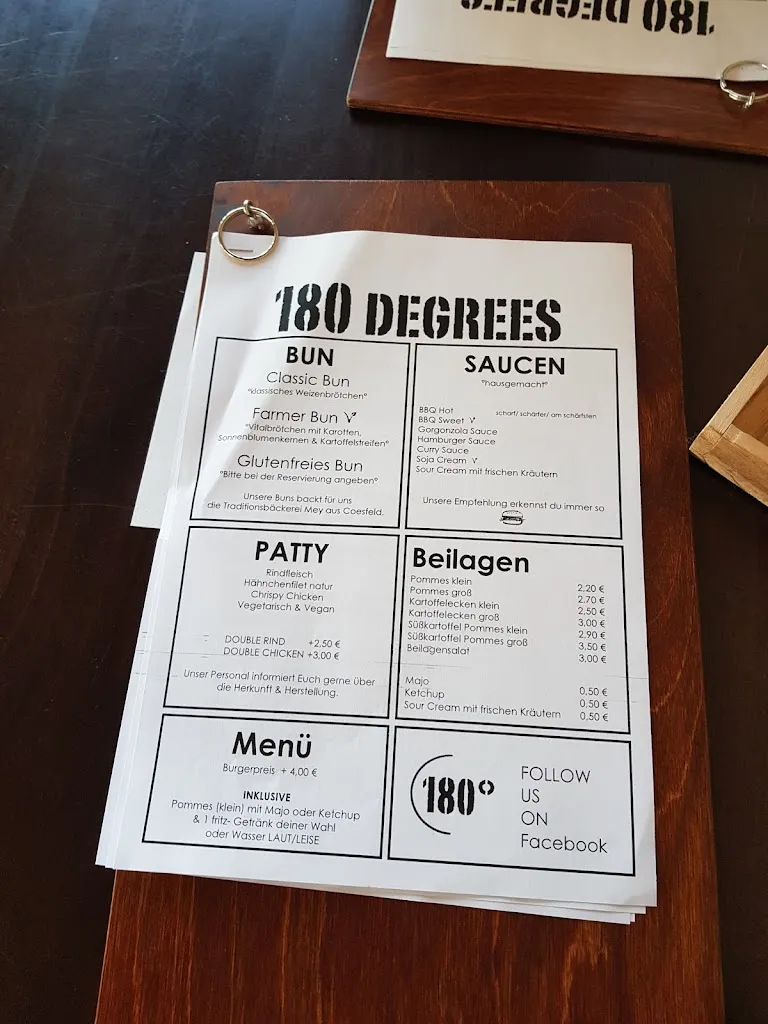 180 DEGREES
180 DEGREES
BUN
Classic Bun
°klassisches Weizenbrötchen°
Farmer Bun V
°Vitalbrötchen mit Karotten,
Sonnenblumenkernen & Kartoffelstreifen°
Glutenfreies Bun
°Bitte bei der Reservierung angeben°
Unsere Buns backt für uns
die Traditionsbäckerei Mey aus Coesfeld.
SAUCEN
°hausgemacht°
BBQ Hot scharf/ schärfer/ am schärfsten
BBQ Sweet V
Gorgonzola Sauce
Hamburger Sauce
Curry Sauce
Soja Cream V
Sour Cream mit frischen Kräutern
Unsere Empfehlung erkennst du immer so
PATTY
Rindfleisch
Hähnchenfilet natur
Chrispy Chicken
Vegetarisch & Vegan
DOUBLE RIND +2,50 €
DOUBLE CHICKEN +3,00 €
Unser Personal informiert Euch gerne über
die Herkunft & Herstellung.
Beilagen
Pommes klein 2,20 €
Pommes groß 2,70 €
Kartoffelecken klein 2,50 €
Kartoffelecken groß 3,00 €
Süßkartoffel Pommes klein 2,90 €
Süßkartoffel Pommes groß 3,50 €
Beilagensalat 3,00 €
Majo 0,50 €
Ketchup 0,50 €
Sour Cream mit frischen Kräutern 0,50 €
Menü
Burgerpreis + 4,00 €
INKLUSIVE
Pommes (klein) mit Majo oder Ketchup
& 1 fritz- Getränk deiner Wahl
oder Wasser LAUT/LEISE
180°
FOLLOW
US
ON
Facebook